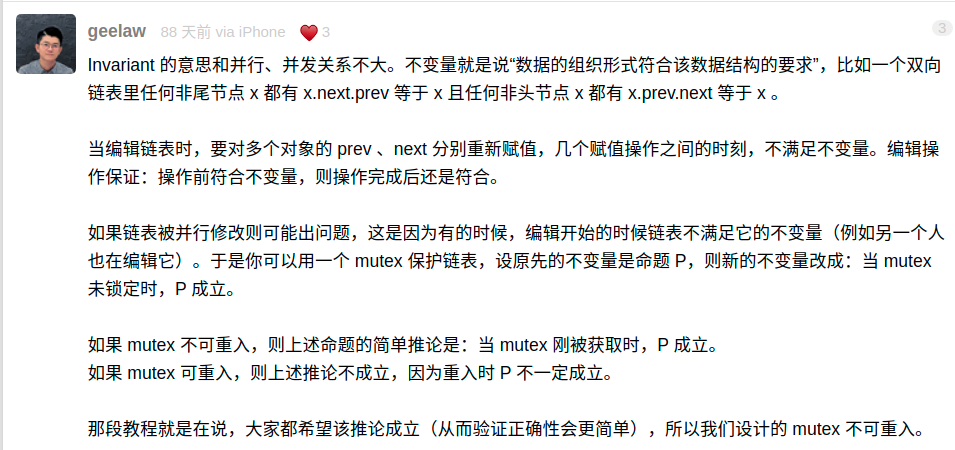 geelaw 88 天前 via iPhone 3
3
Invariant 的意思和并行、并发关系不大。不变量就是说“数据的组织形式符合该数据结构的要求”，比如一个双向
链表里任何非尾节点 x 都有 x.next.prev 等于 x 且任何非头节点 x 都有 x.prev.next 等于 x 。
当编辑链表时，要对多个对象的 prev 、next 分别重新赋值，几个赋值操作之间的时刻，不满足不变量。编辑操
作保证：操作前符合不变量，则操作完成后还是符合。
如果链表被并行修改则可能出问题，这是因为有的时候，编辑开始的时候链表不满足它的不变量（例如另一个人
也在编辑它）。于是你可以用一个 mutex 保护链表，设原先的不变量是命题 P，则新的不变量改成：当 mutex
未锁定时，P 成立。
如果 mutex 不可重入，则上述命题的简单推论是：当 mutex 刚被获取时，P 成立。
如果 mutex 可重入，则上述推论不成立，因为重入时 P 不一定成立。
那段教程就是在说，大家都希望该推论成立（从而验证正确性会更简单），所以我们设计的 mutex 不可重入。